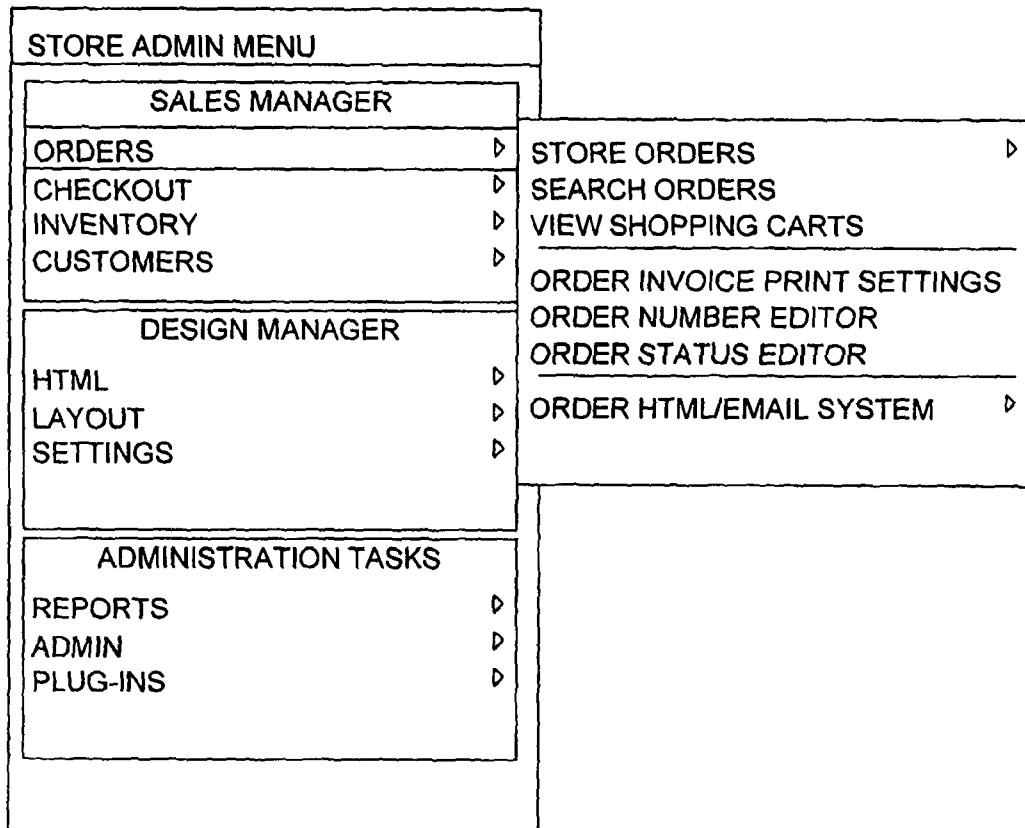 STORE ADMIN MENU
SALES MANAGER
ORDERS
CHECKOUT
INVENTORY
CUSTOMERS
STORE ORDERS
SEARCH ORDERS
VIEW SHOPPING CARTS
ORDER INVOICE PRINT SETTINGS
ORDER NUMBER EDITOR
ORDER STATUS EDITOR
ORDER HTML/EMAIL SYSTEM
DESIGN MANAGER
HTML
LAYOUT
SETTINGS
ADMINISTRATION TASKS
REPORTS
ADMIN
PLUG-INS